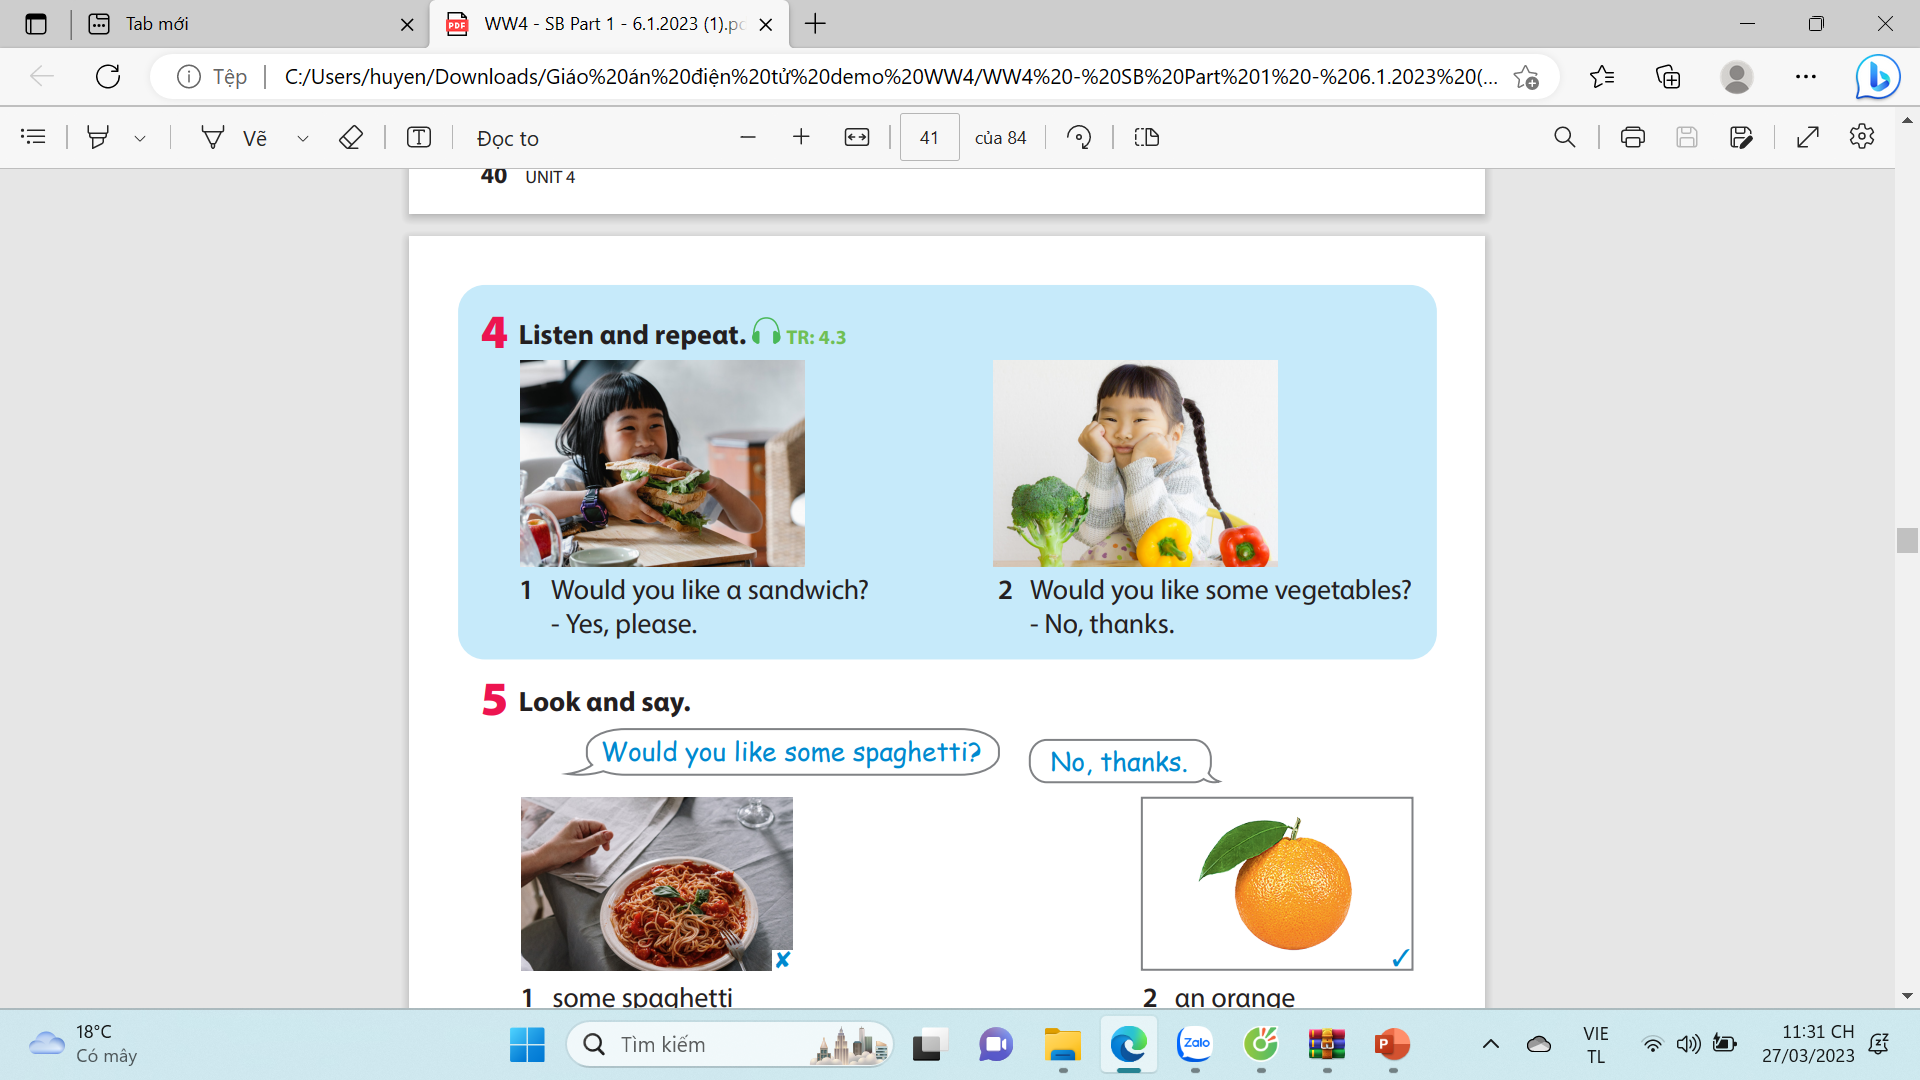 Tab mới
WW4 - SB Part 1 - 6.1.2023 (1).pd
Tệp
C:/Users/huyen/Downloads/Giáo%20án%20điện%20tử%20demo%20WW4/WW4%20-%20SB%20Part%201%20-%206.1.2023%20(...
Vẽ
Đọc to
41
của 84
40 UNIT 4
4 Listen and repeat. TR: 4.3
1 Would you like a sandwich?
- Yes, please.
2 Would you like some vegetables?
- No, thanks.
5 Look and say.
Would you like some spaghetti?
No, thanks.
1 some spaghetti
2 an orange
18°C
Có mây
Tìm kiếm
Zalo
VIE
TL
11:31 CH
27/03/2023